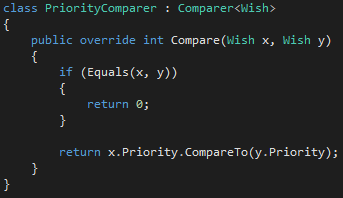 class PriorityComparer : Comparer<Wish>
{
    public override int Compare(Wish x, Wish y)
    {
        if (Equals(x, y))
        {
            return 0;
        }

        return x.Priority.CompareTo(y.Priority);
    }
}